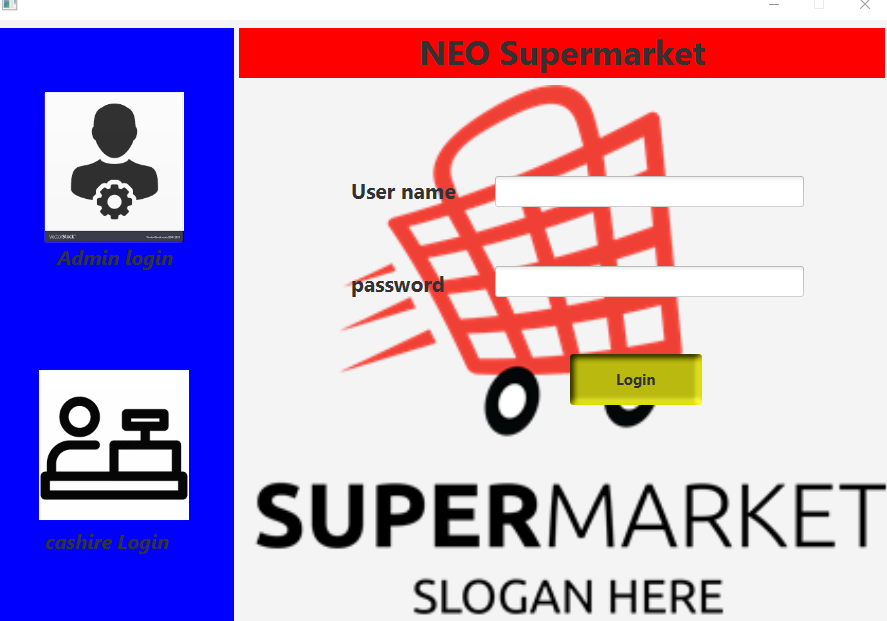 NEO Supermarket
User name
password
Login
Admin login
cashire Login
SUPERMARKET
SLOGAN HERE